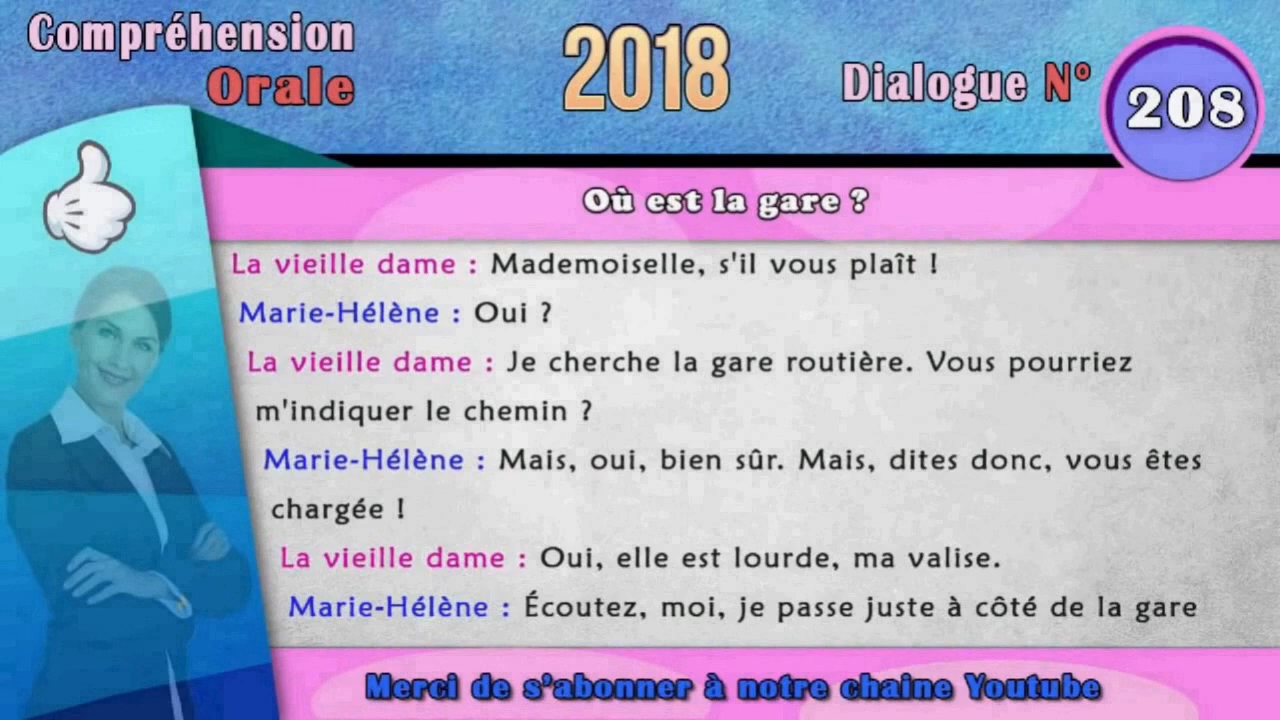 Compréhension
Orale
2018
Dialogue N°
208
Où est la gare ?
La vieille dame : Mademoiselle, s'il vous plaît !
Marie-Hélène : Oui ?
La vieille dame : Je cherche la gare routière. Vous pourriez
m'indiquer le chemin ?
Marie-Hélène : Mais, oui, bien sûr. Mais, dites donc, vous êtes
chargée !
La vieille dame : Oui, elle est lourde, ma valise.
Marie-Hélène : Écoutez, moi, je passe juste à côté de la gare
Merci de s'abonner à notre chaine Youtube